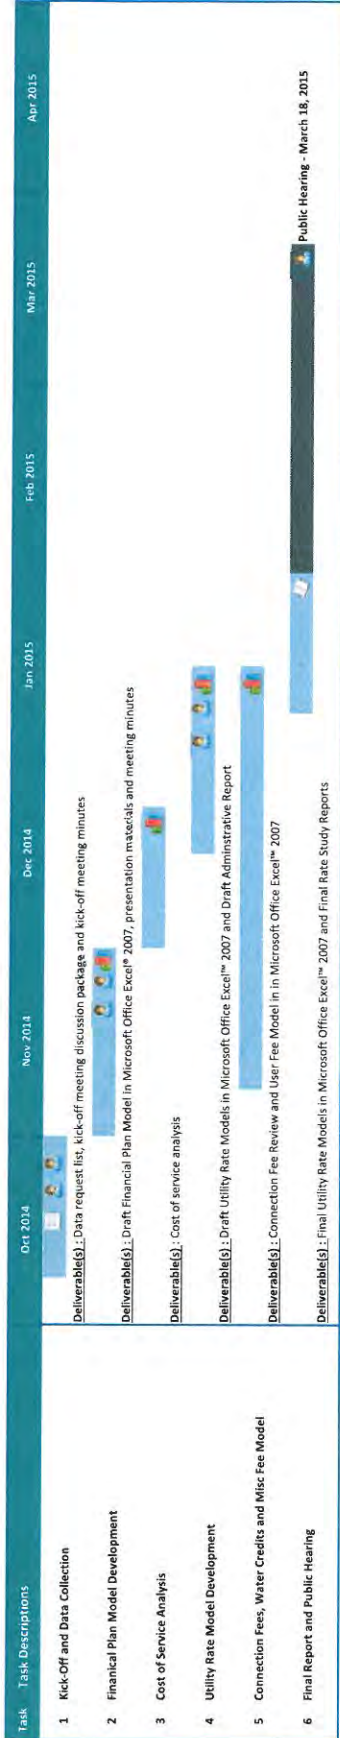 Task Task Descriptions Oct 2014 Nov 2014 Dec 2014 Jan 2015 Feb 2015 Mar 2015 Apr 2015
1 Kick-Off and Data Collection
Deliverable(s) : Data request list, kick-off meeting discussion package and kick-off meeting minutes
2 Finanical Plan Model Development
Deliverable(s) : Draft Financial Plan Model in Microsoft Office Excel® 2007, presentation materials and meeting minutes
3 Cost of Service Analysis
Deliverable(s) : Cost of service analysis
4 Utility Rate Model Development
Deliverable(s) : Draft Utility Rate Models in Microsoft Office Excel™ 2007 and Draft Adminstrative Report
5 Connection Fees, Water Credits and Misc Fee Model
Deliverable(s) : Connection Fee Review and User Fee Model in in Microsoft Office Excel™ 2007
6 Final Report and Public Hearing
Public Hearing - March 18, 2015
Deliverable(s) : Final Utility Rate Models in Microsoft Office Excel™ 2007 and Final Rate Study Reports